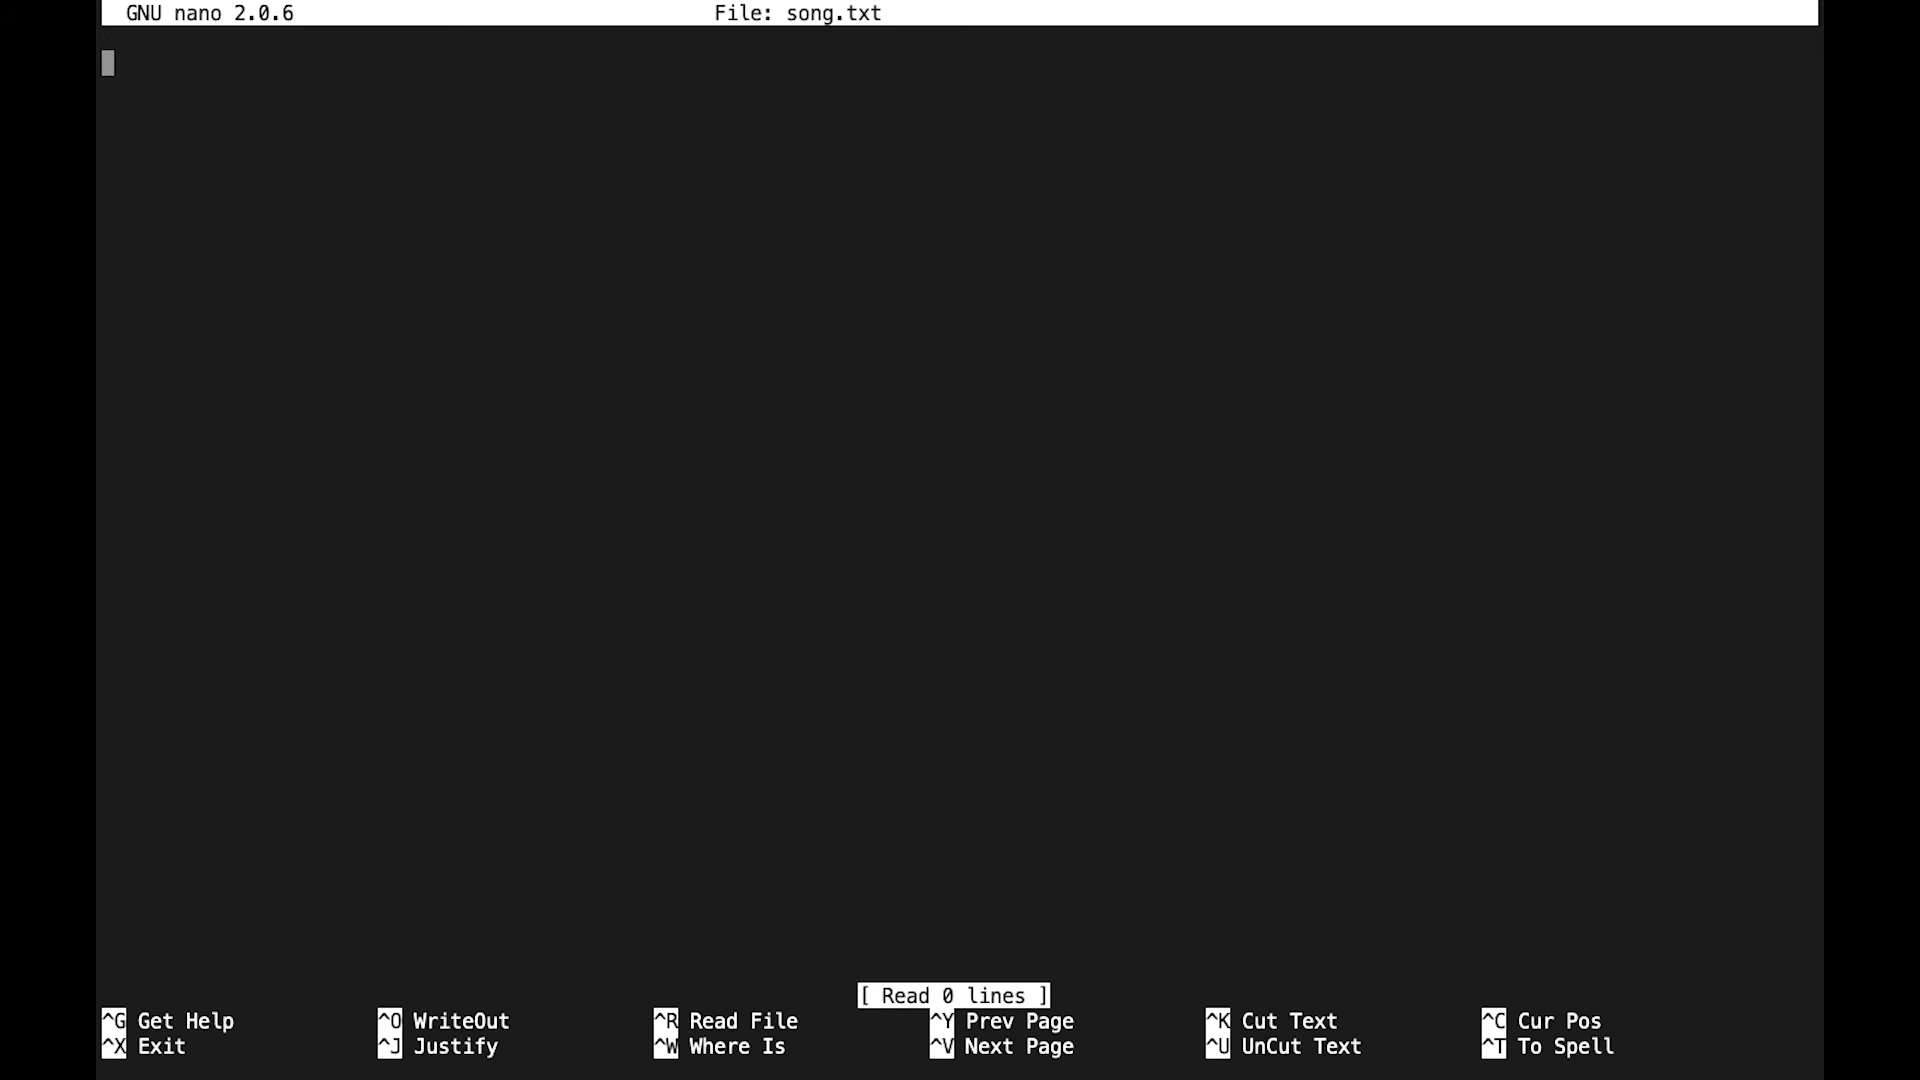 GNU nano 2.0.6 File: song.txt
[ Read 0 lines ]
^G Get Help ^O WriteOut ^R Read File ^Y Prev Page ^K Cut Text ^C Cur Pos
^X Exit ^J Justify ^W Where Is ^V Next Page ^U UnCut Text ^T To Spell